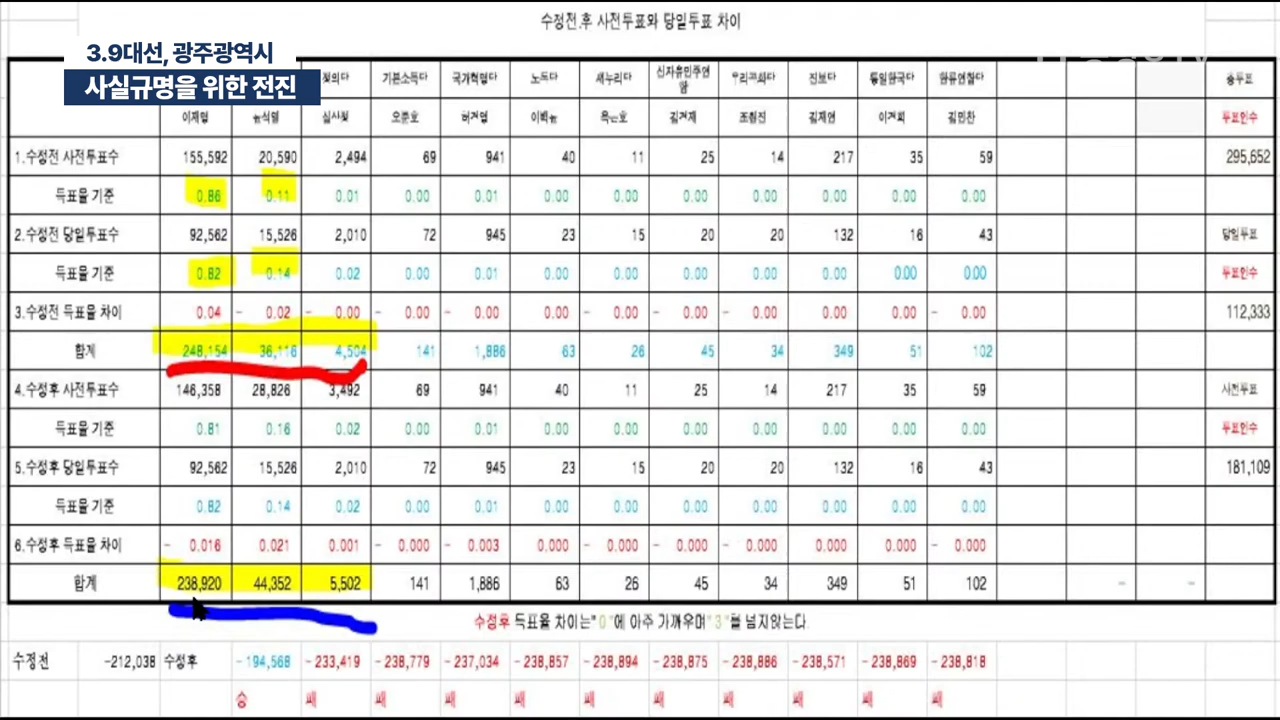 수정전.후 사전투표와 당일투표 차이
3.9대선, 광주광역시
사실규명을 위한 전진
기본소득당 국가혁명당 노동당 새누리당 신자유민주연합 우리공화당 진보당 통일한국당 한류연합당 총투표
이재명 윤석열 심상정 오준호 허경영 이백윤 옥은호 김경재 조원진 김재연 이경희 김민찬 투표인수
1.수정전 사전투표수 155,592 20,590 2,494 69 941 40 11 25 14 217 35 59 295,652
득표율 기준 0.86 0.11 0.01 0.00 0.01 0.00 0.00 0.00 0.00 0.00 0.00 0.00
2.수정전 당일투표수 92,562 15,526 2,010 72 945 23 15 20 20 132 16 43 당일투표
득표율 기준 0.82 0.14 0.02 0.00 0.01 0.00 0.00 0.00 0.00 0.00 0.00 0.00 투표인수
3.수정전 득표율 차이 0.04 - 0.02 - 0.00 - 0.00 - 0.00 0.00 - 0.00 - 0.00 - 0.00 0.00 0.00 - 0.00 112,333
합계 248,154 36,116 4,504 141 1,886 63 26 45 34 349 51 102
4.수정후 사전투표수 146,358 28,826 3,492 69 941 40 11 25 14 217 35 59 사전투표
득표율 기준 0.81 0.16 0.02 0.00 0.01 0.00 0.00 0.00 0.00 0.00 0.00 0.00 투표인수
5.수정후 당일투표수 92,562 15,526 2,010 72 945 23 15 20 20 132 16 43 181,109
득표율 기준 0.82 0.14 0.02 0.00 0.01 0.00 0.00 0.00 0.00 0.00 0.00 0.00
6.수정후 득표율 차이 - 0.016 0.021 0.001 - 0.000 - 0.003 0.000 - 0.000 - 0.000 - 0.000 0.000 0.000 - 0.000
합계 238,920 44,352 5,502 141 1,886 63 26 45 34 349 51 102 - -
수정후 득표율 차이는"0"에 아주 가까우며"3"를 넘지않는다.
수정전 -212,038 수정후 -194,568 -233,419 -238,779 -237,034 -238,857 -238,894 -238,875 -238,886 -238,571 -238,869 -238,818
승 패 패 패 패 패 패 패 패 패 패